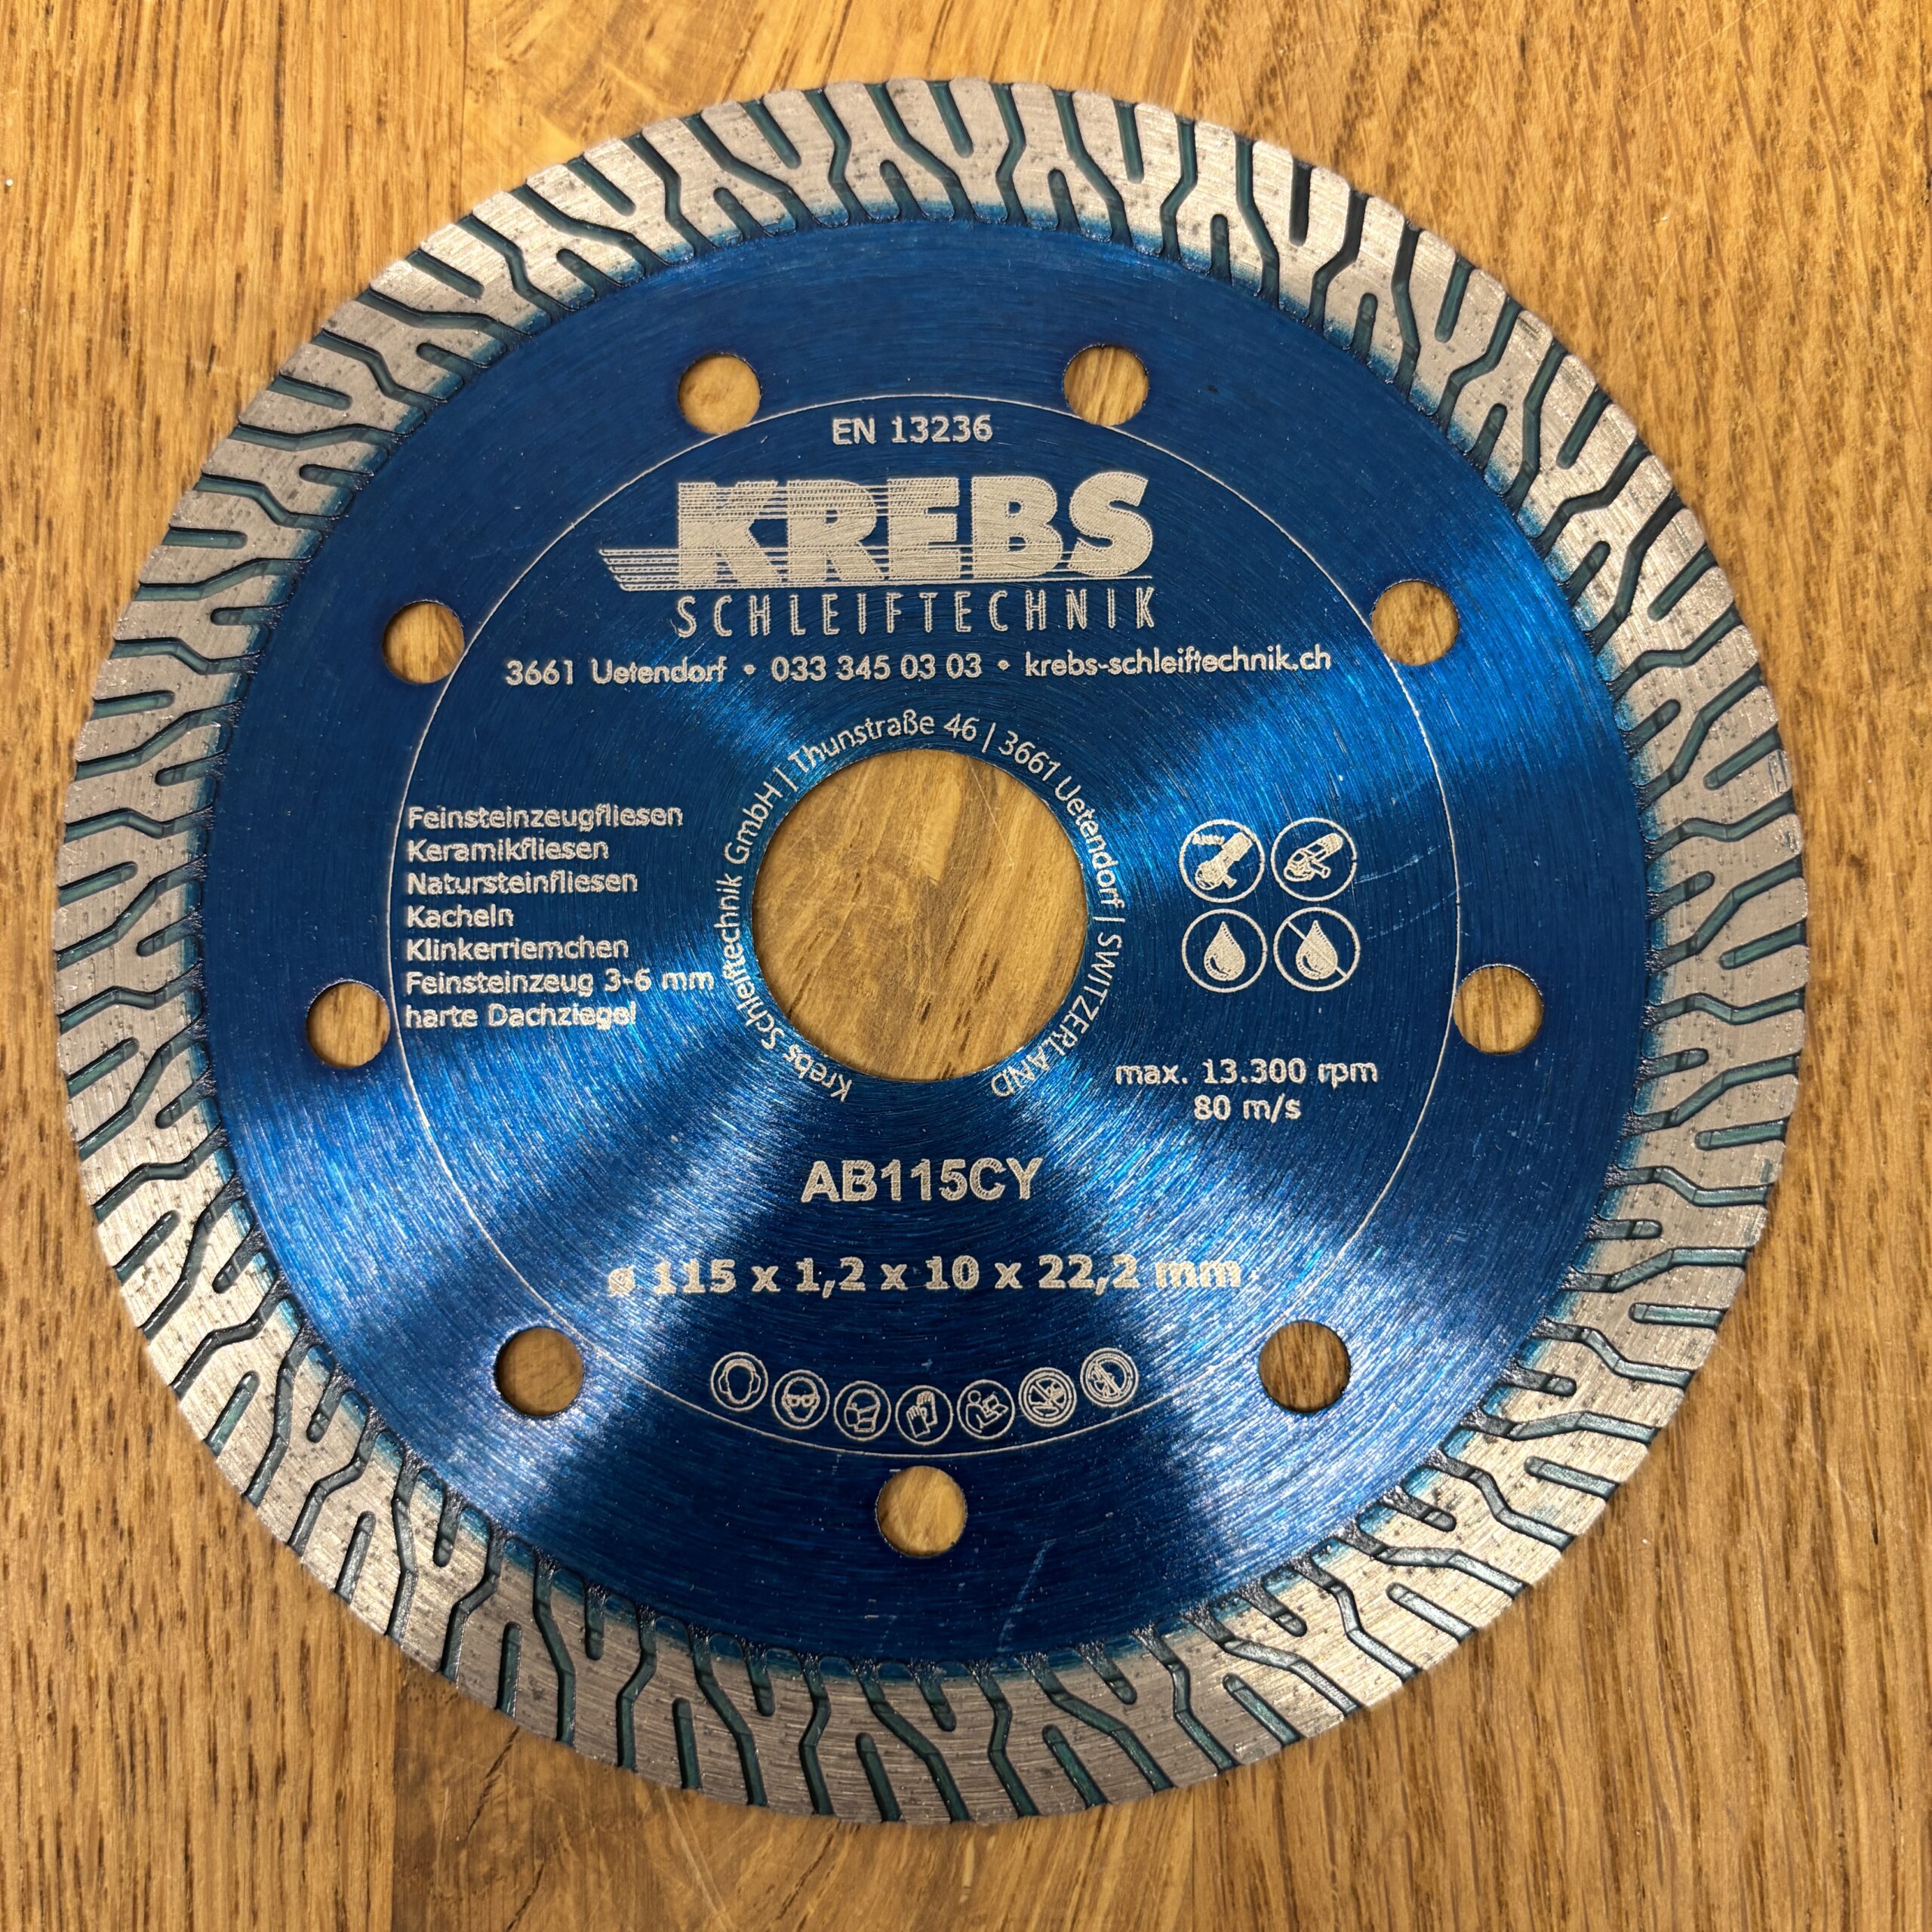 EN 13236
KREBS
SCHLEIFTECHNIK
3661 Uetendorf • 033 345 03 03 • krebs-schleiftechnik.ch
Krebs Schleiftechnik GmbH | Thunstraße 46 | 3661 Uetendorf | SWITZERLAND
Feinsteinzeugfliesen
Keramikfliesen
Natursteinfliesen
Kacheln
Klinkerriemchen
Feinsteinzeug 3-6 mm
harte Dachziegel
max. 13.300 rpm
80 m/s
AB115CY
ø 115 x 1,2 x 10 x 22,2 mm